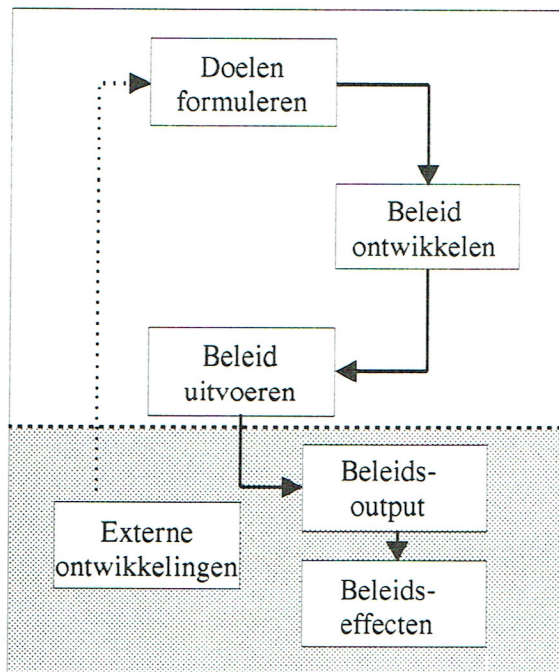 Doelen
formuleren
Beleid
ontwikkelen
Beleid
uitvoeren
Beleids-
output
Externe
ontwikkelingen
Beleids-
effecten